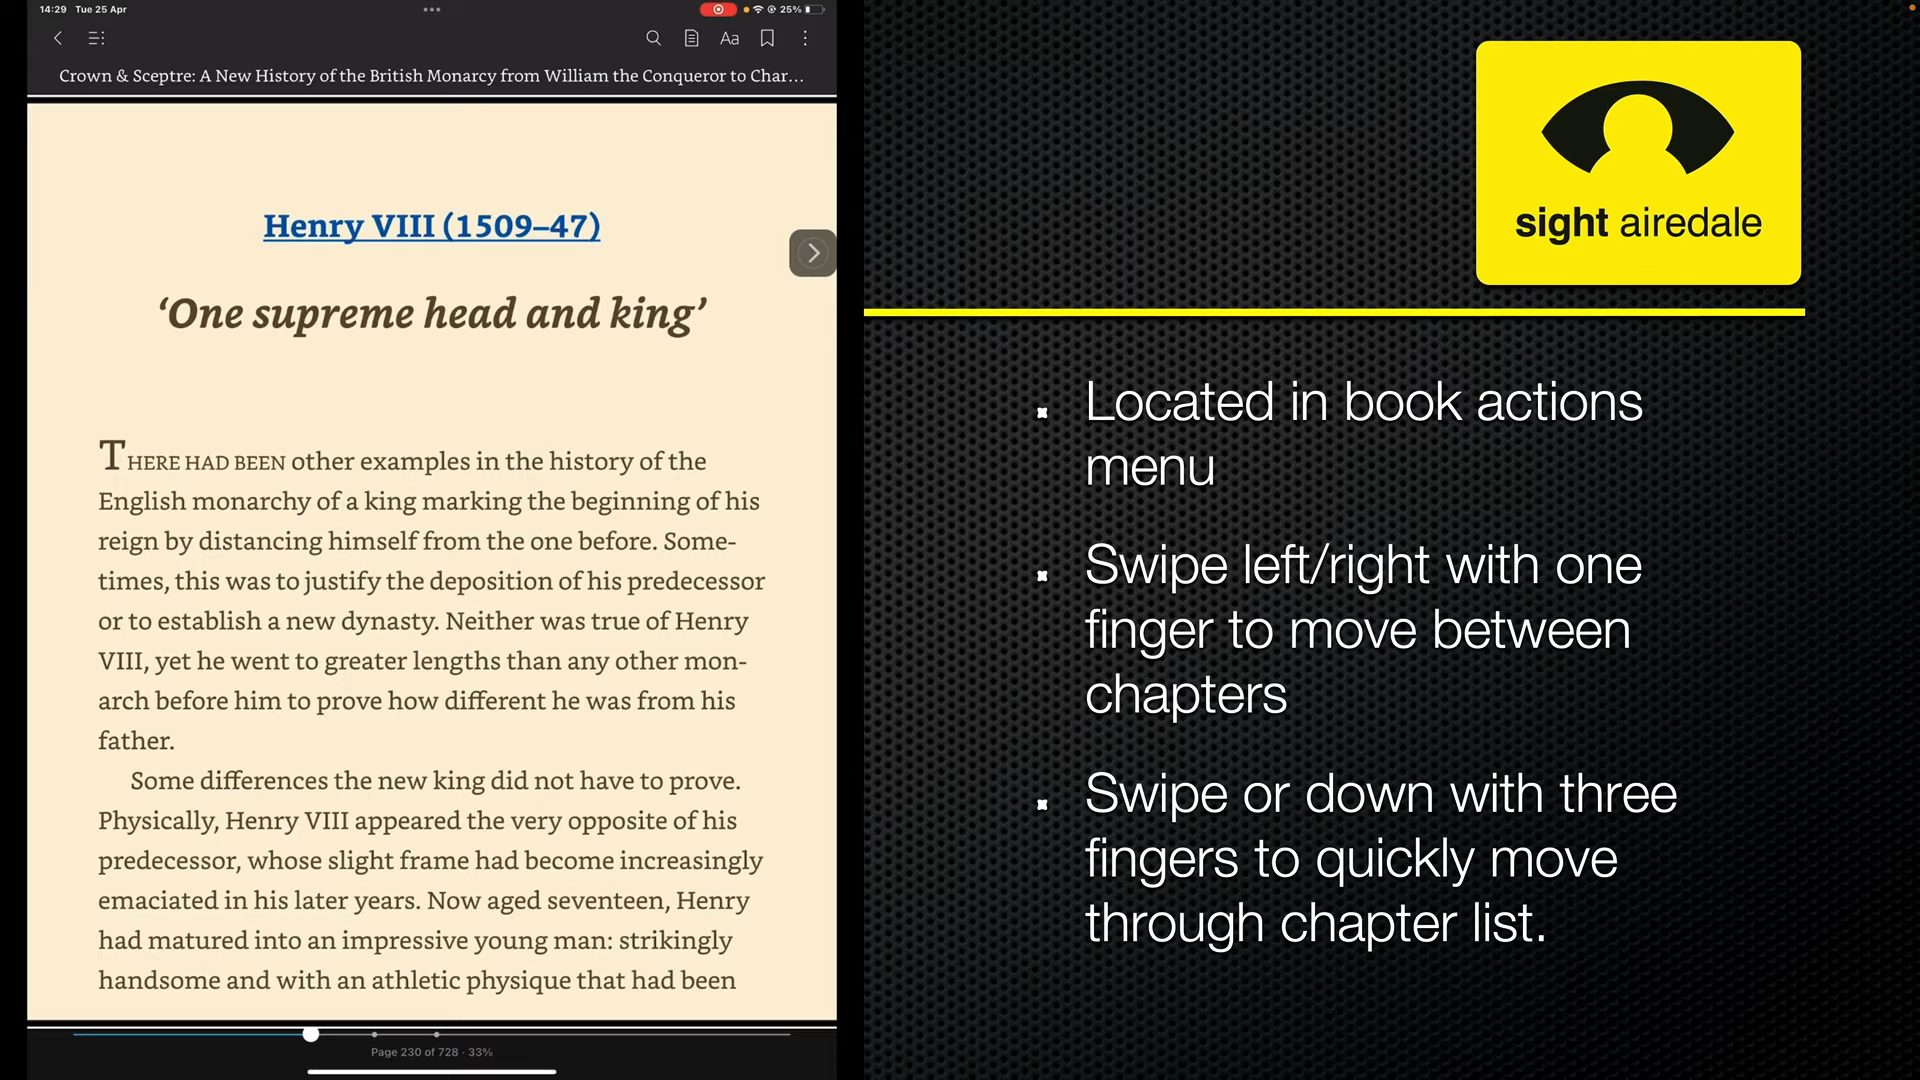 14:29 Tue 25 Apr
25%
Aa
Crown & Sceptre: A New History of the British Monarcy from William the Conqueror to Char...
Henry VIII (1509–47)
‘One supreme head and king’
THERE HAD BEEN other examples in the history of the
English monarchy of a king marking the beginning of his
reign by distancing himself from the one before. Some-
times, this was to justify the deposition of his predecessor
or to establish a new dynasty. Neither was true of Henry
VIII, yet he went to greater lengths than any other mon-
arch before him to prove how different he was from his
father.
Some differences the new king did not have to prove.
Physically, Henry VIII appeared the very opposite of his
predecessor, whose slight frame had become increasingly
emaciated in his later years. Now aged seventeen, Henry
had matured into an impressive young man: strikingly
handsome and with an athletic physique that had been
Page 230 of 728 · 33%
sight airedale
Located in book actions
menu
Swipe left/right with one
finger to move between
chapters
Swipe or down with three
fingers to quickly move
through chapter list.